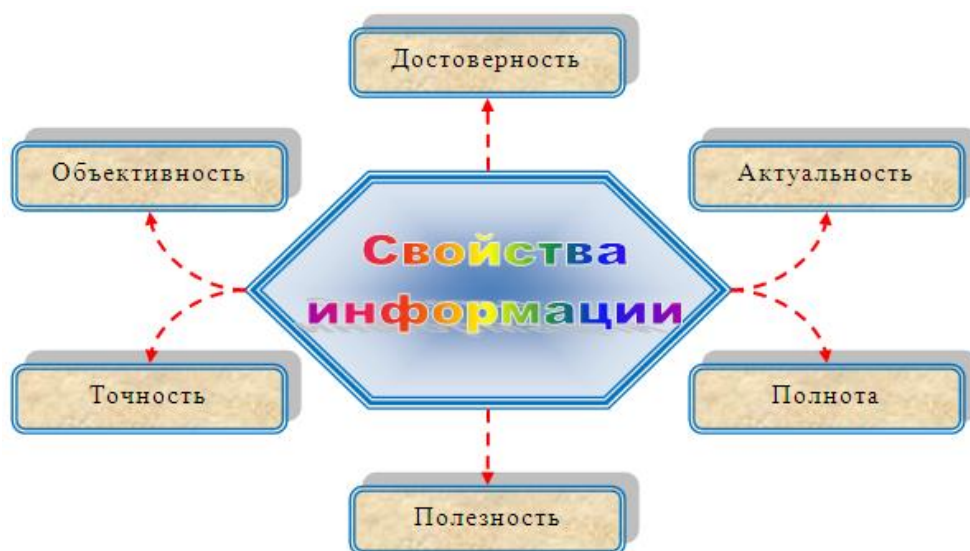 Достоверность
Объективность
Актуальность
Свойства
информации
Точность
Полнота
Полезность